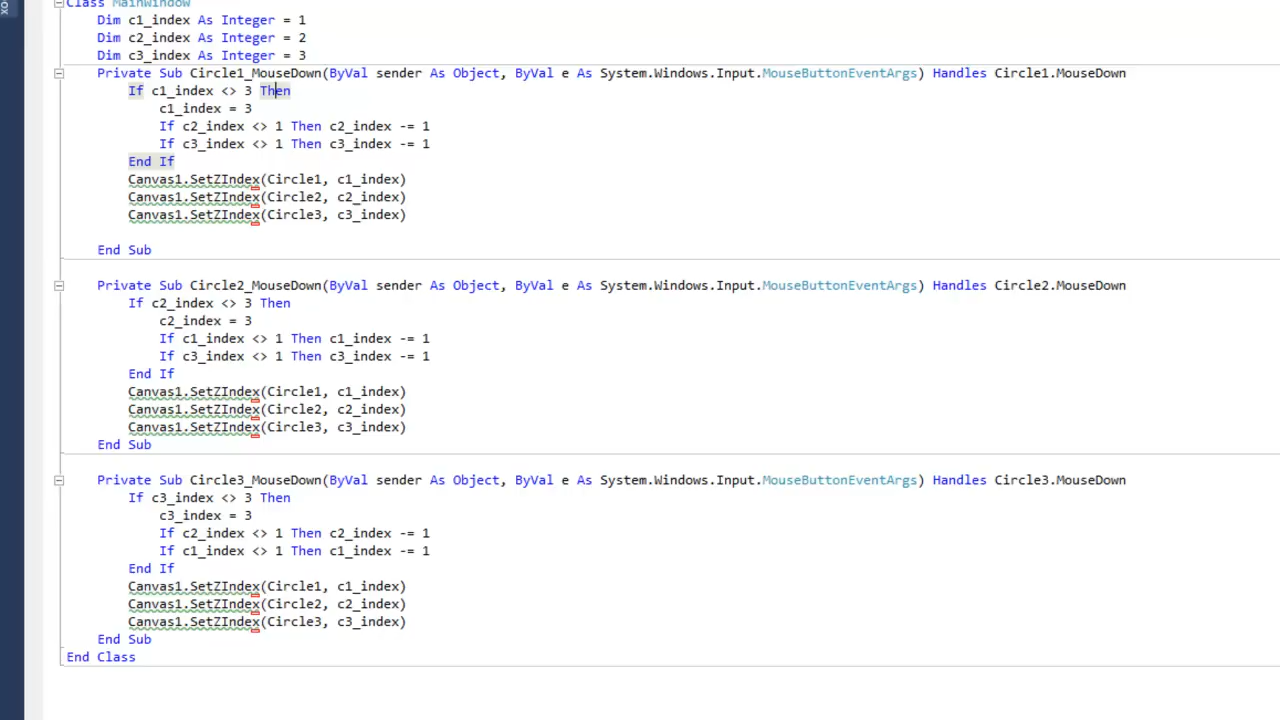 Class MainWindow
    Dim c1_index As Integer = 1
    Dim c2_index As Integer = 2
    Dim c3_index As Integer = 3
    Private Sub Circle1_MouseDown(ByVal sender As Object, ByVal e As System.Windows.Input.MouseButtonEventArgs) Handles Circle1.MouseDown
        If c1_index <> 3 Then
            c1_index = 3
            If c2_index <> 1 Then c2_index -= 1
            If c3_index <> 1 Then c3_index -= 1
        End If
        Canvas1.SetZIndex(Circle1, c1_index)
        Canvas1.SetZIndex(Circle2, c2_index)
        Canvas1.SetZIndex(Circle3, c3_index)
    End Sub
    Private Sub Circle2_MouseDown(ByVal sender As Object, ByVal e As System.Windows.Input.MouseButtonEventArgs) Handles Circle2.MouseDown
        If c2_index <> 3 Then
            c2_index = 3
            If c1_index <> 1 Then c1_index -= 1
            If c3_index <> 1 Then c3_index -= 1
        End If
        Canvas1.SetZIndex(Circle1, c1_index)
        Canvas1.SetZIndex(Circle2, c2_index)
        Canvas1.SetZIndex(Circle3, c3_index)
    End Sub
    Private Sub Circle3_MouseDown(ByVal sender As Object, ByVal e As System.Windows.Input.MouseButtonEventArgs) Handles Circle3.MouseDown
        If c3_index <> 3 Then
            c3_index = 3
            If c2_index <> 1 Then c2_index -= 1
            If c1_index <> 1 Then c1_index -= 1
        End If
        Canvas1.SetZIndex(Circle1, c1_index)
        Canvas1.SetZIndex(Circle2, c2_index)
        Canvas1.SetZIndex(Circle3, c3_index)
    End Sub
End Class